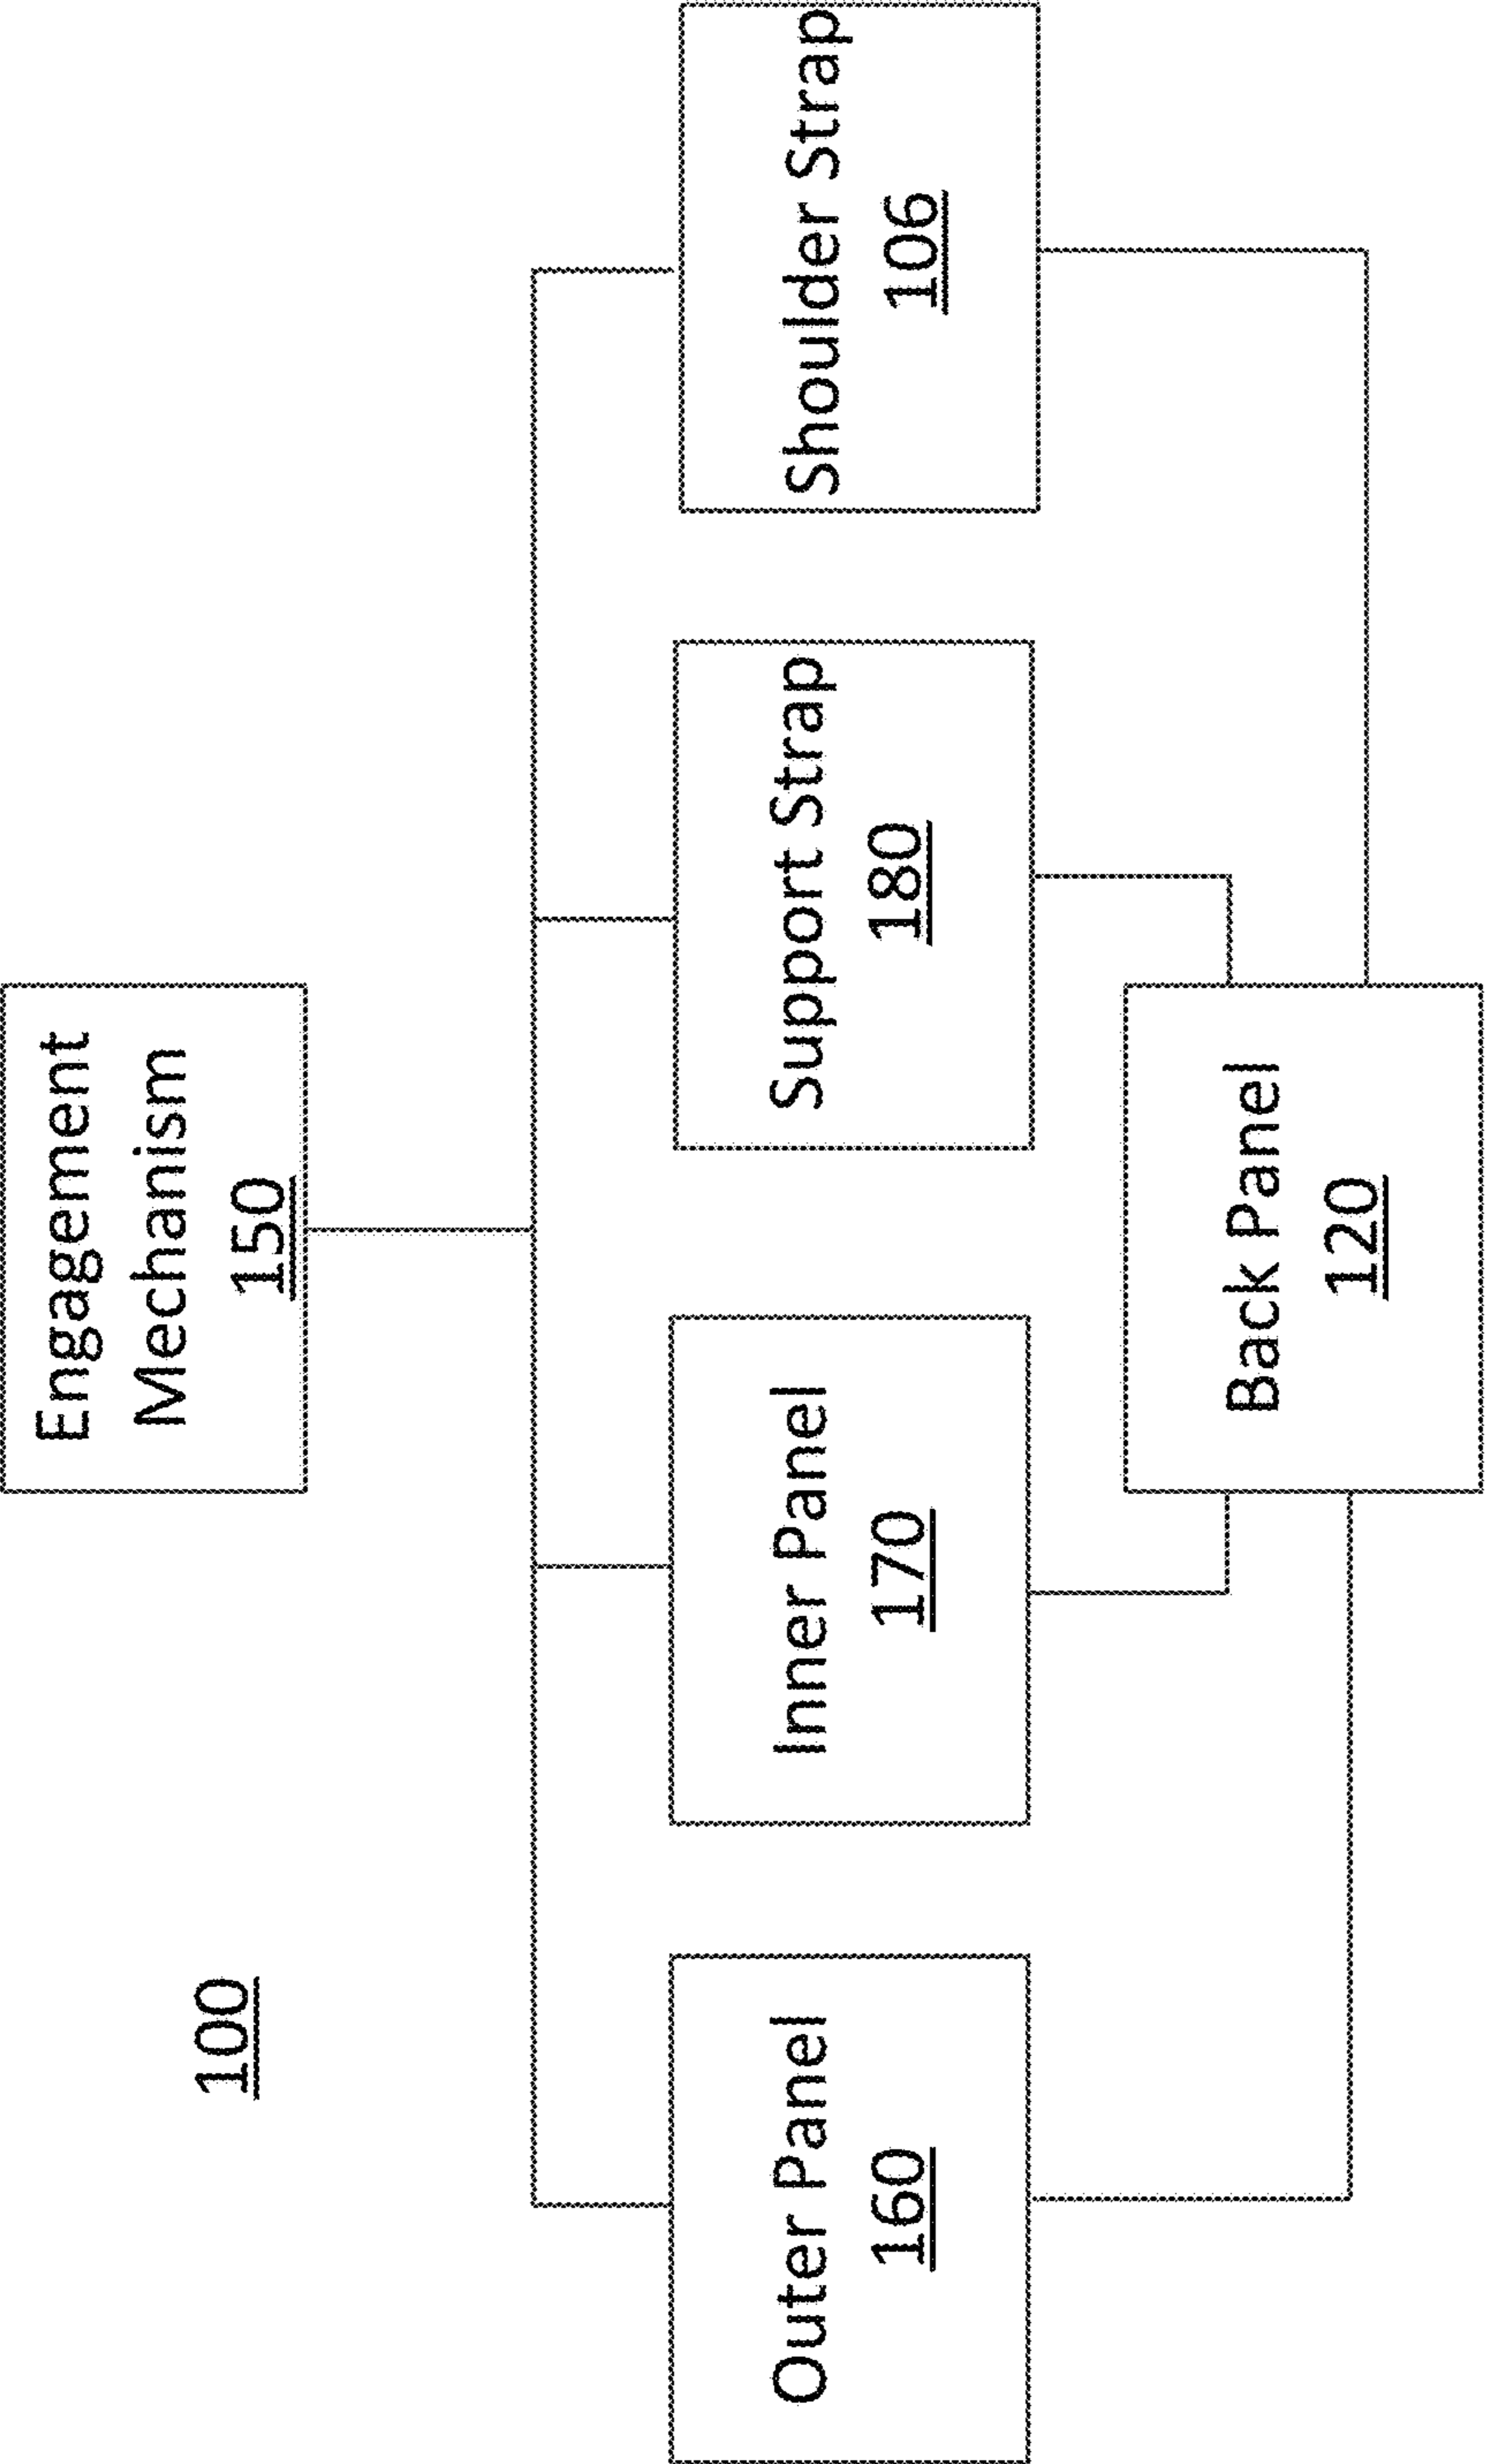 100
Engagement
Mechanism
150
Outer Panel
160
Inner Panel
170
Support Strap
180
Shoulder Strap
106
Back Panel
120